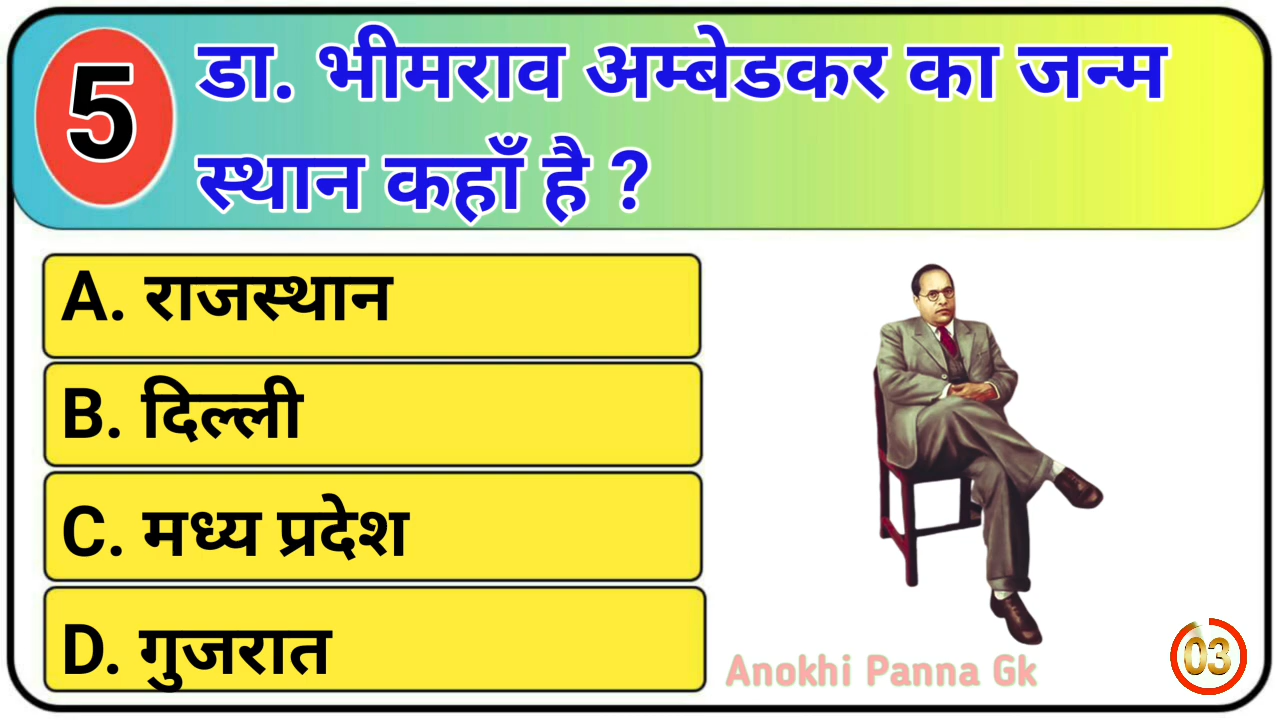 5
डा. भीमराव अम्बेडकर का जन्म
स्थान कहाँ है ?
A. राजस्थान
B. दिल्ली
C. मध्य प्रदेश
D. गुजरात
Anokhi Panna Gk
03